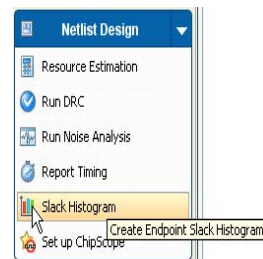 Netlist Design
Resource Estimation
Run DRC
Run Noise Analysis
Report Timing
Slack Histogram
Create Endpoint Slack Histogram
Set up ChipScope